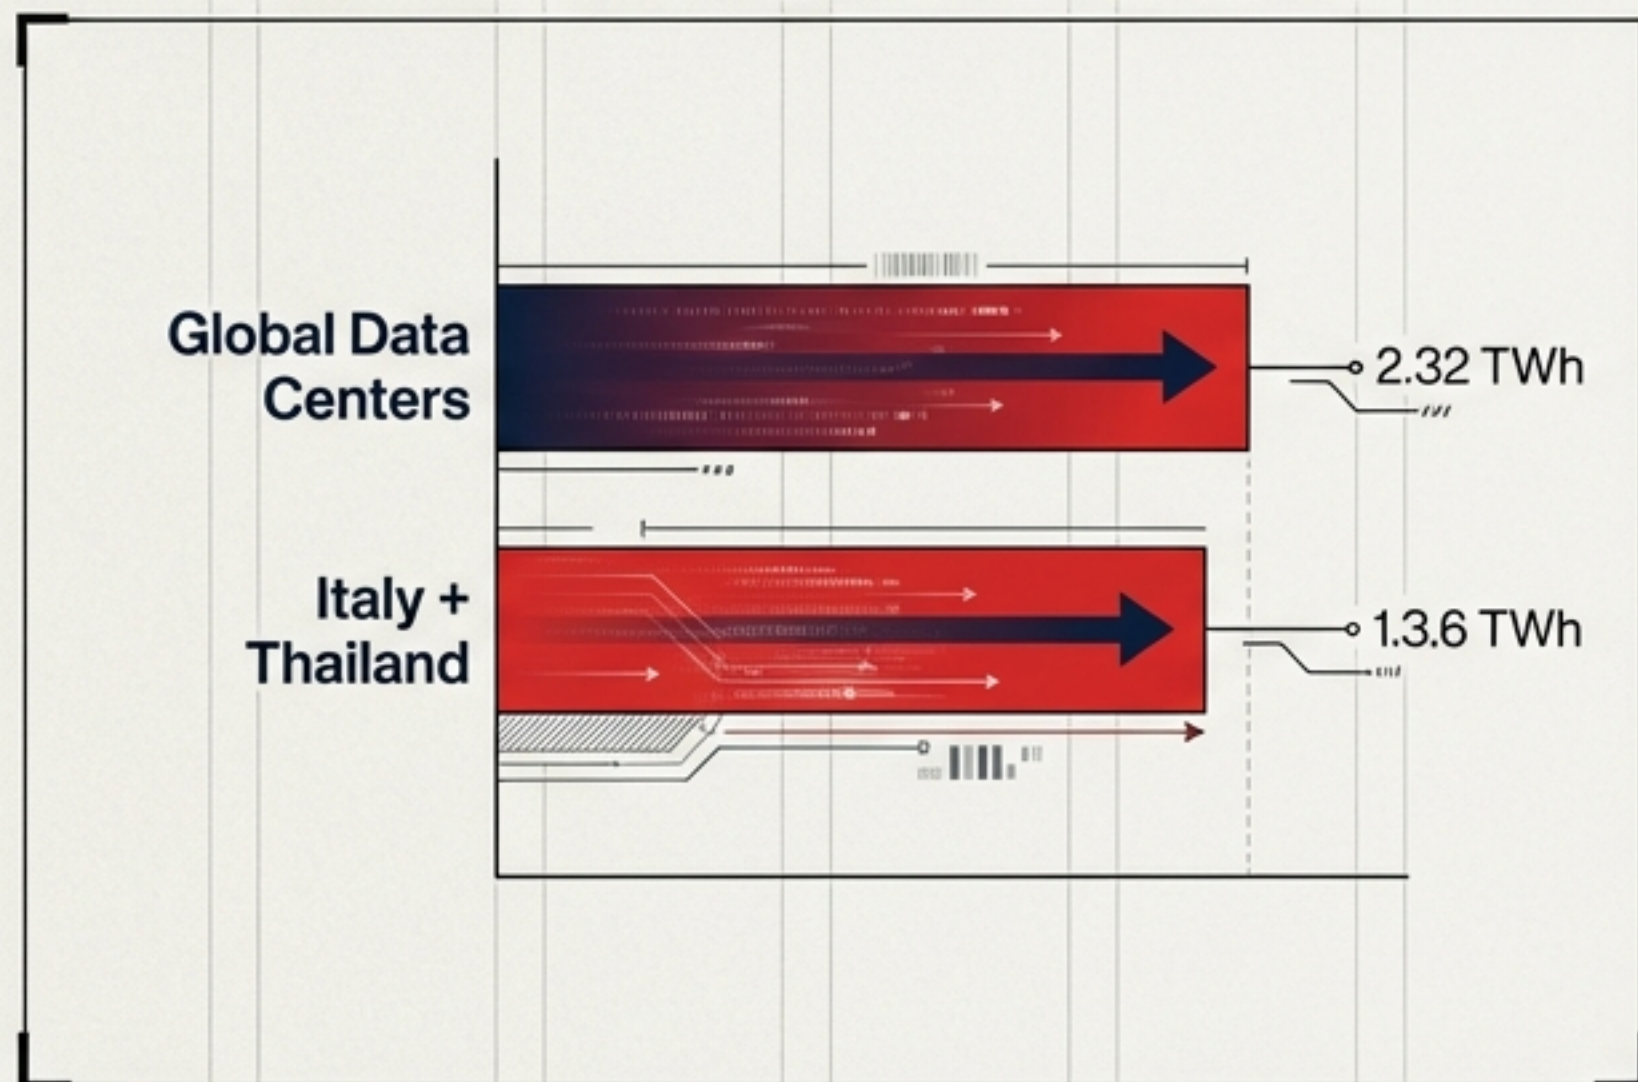 Global Data
Centers
2.32 TWh
Italy +
Thailand
1.3.6 TWh